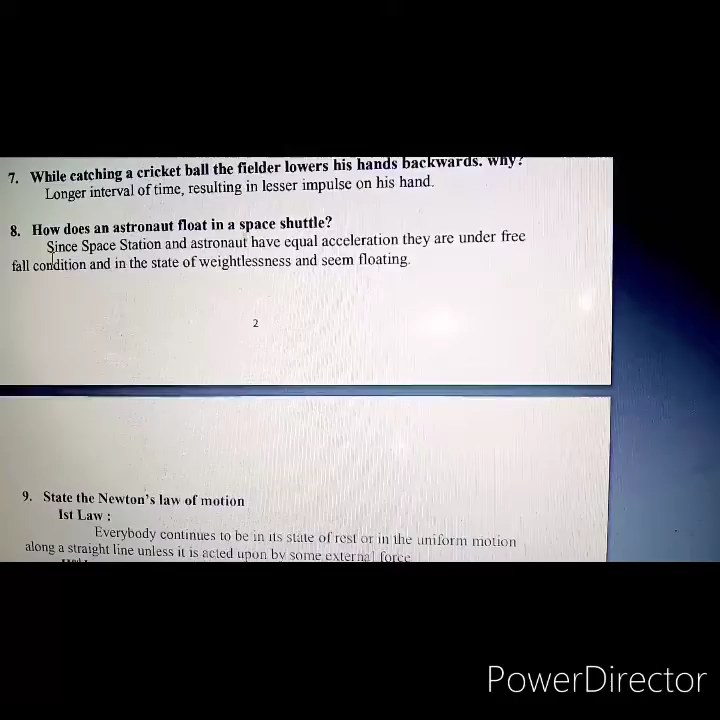 7. While catching a cricket ball the fielder lowers his hands backwards. why?
Longer interval of time, resulting in lesser impulse on his hand.
8. How does an astronaut float in a space shuttle?
Since Space Station and astronaut have equal acceleration they are under free
fall condition and in the state of weightlessness and seem floating.
2
9. State the Newton's law of motion
Ist Law :
Everybody continues to be in its state of rest or in the uniform motion
along a straight line unless it is acted upon by some external force
PowerDirector